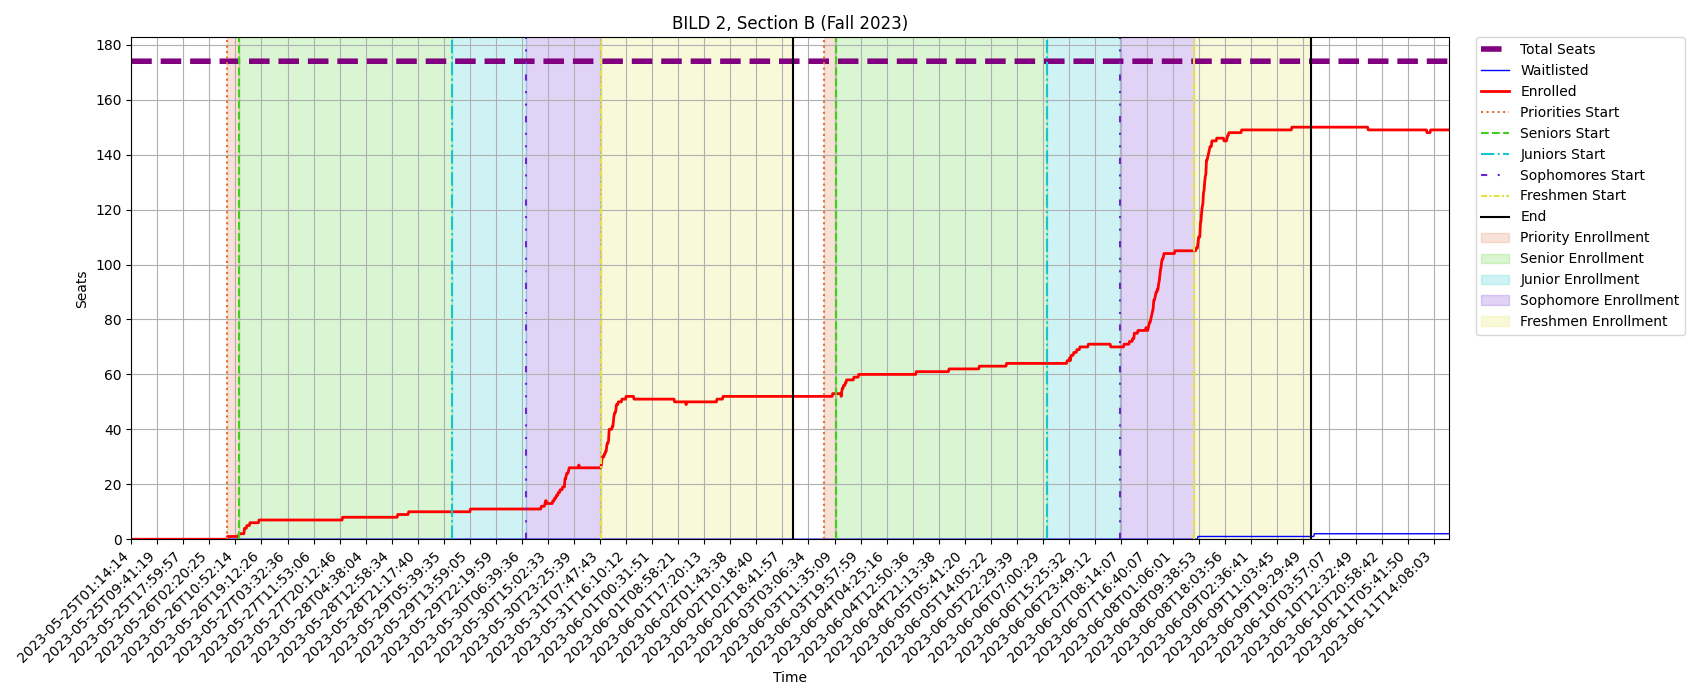 BILD 2, Section B (Fall 2023)
Seats
180
160
140
120
100
80
60
40
20
0
2023-05-25T01:14:14
2023-05-25T09:41:19
2023-05-25T17:59:57
2023-05-26T02:20:25
2023-05-26T10:52:14
2023-05-26T19:12:26
2023-05-27T03:32:36
2023-05-27T11:53:06
2023-05-27T20:12:46
2023-05-28T04:38:04
2023-05-28T12:58:34
2023-05-28T21:17:40
2023-05-29T05:39:35
2023-05-29T13:59:05
2023-05-29T22:19:59
2023-05-30T06:39:36
2023-05-30T15:02:33
2023-05-30T23:25:39
2023-05-31T07:47:43
2023-05-31T16:10:12
2023-06-01T00:31:51
2023-06-01T08:58:21
2023-06-01T17:20:13
2023-06-02T01:43:38
2023-06-02T10:18:40
2023-06-02T18:41:57
2023-06-03T03:06:34
2023-06-03T11:35:09
2023-06-03T19:57:59
2023-06-04T04:25:16
2023-06-04T12:50:36
2023-06-04T21:13:38
2023-06-05T05:41:20
2023-06-05T14:05:22
2023-06-05T22:29:39
2023-06-06T07:00:29
2023-06-06T15:25:32
2023-06-06T23:49:12
2023-06-07T08:14:07
2023-06-07T16:40:07
2023-06-08T01:06:01
2023-06-08T09:38:53
2023-06-08T18:03:56
2023-06-09T02:36:41
2023-06-09T11:03:45
2023-06-09T19:29:49
2023-06-10T03:57:07
2023-06-10T12:32:49
2023-06-10T20:58:42
2023-06-11T05:41:50
2023-06-11T14:08:03
Time
Total Seats
Waitlisted
Enrolled
Priorities Start
Seniors Start
Juniors Start
Sophomores Start
Freshmen Start
End
Priority Enrollment
Senior Enrollment
Junior Enrollment
Sophomore Enrollment
Freshmen Enrollment